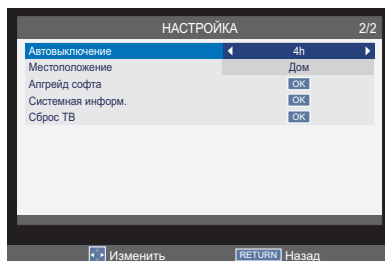 НАСТРОЙКА 2/2
Автовыключение 4h
Местоположение Дом
Апгрейд софта OK
Системная информ. OK
Сброс ТВ OK
Изменить RETURN Назад